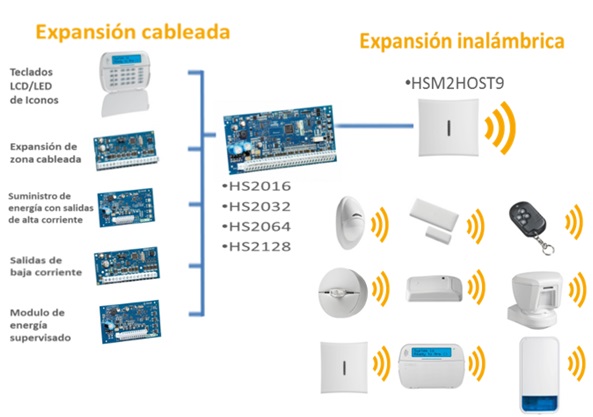 Expansión cableada
Expansión inalámbrica
Teclados
LCD/LED
de Iconos
Expansión de
zona cableada
Suministro de
energía con salidas
de alta corriente
Salidas de
baja corriente
Modulo de
energía
supervisado
•HS2016
•HS2032
•HS2064
•HS2128
•HSM2HOST9